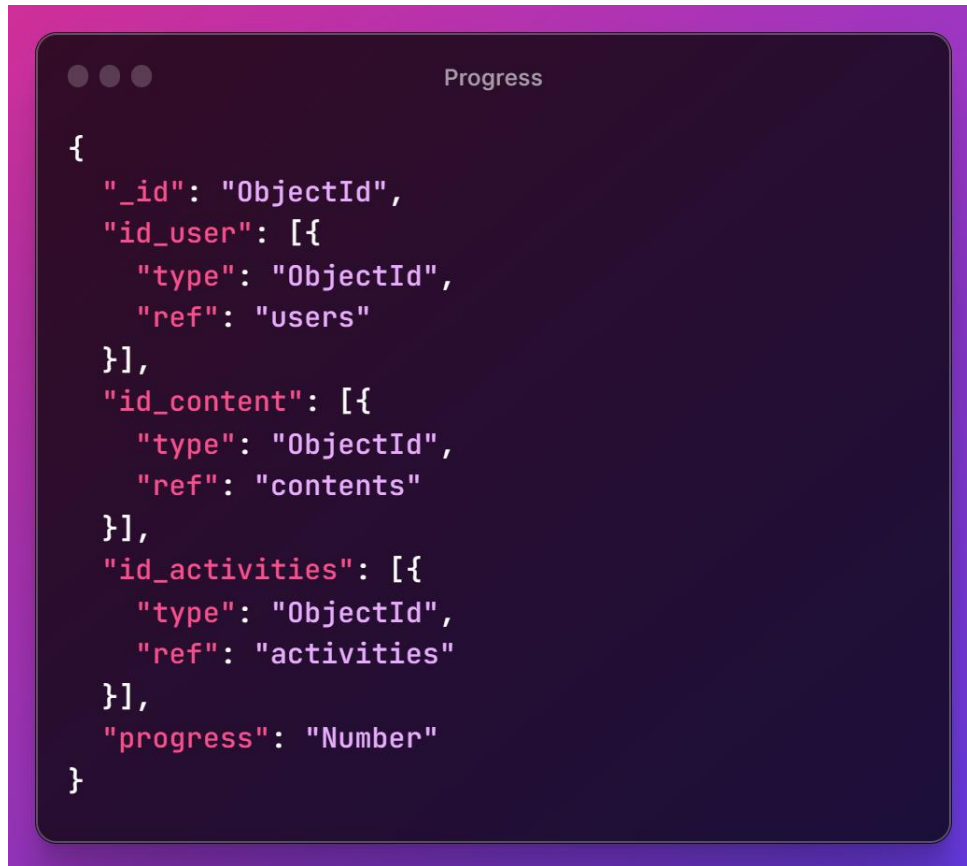 Progress
{
  "_id": "ObjectId",
  "id_user": [{
    "type": "ObjectId",
    "ref": "users"
  }],
  "id_content": [{
    "type": "ObjectId",
    "ref": "contents"
  }],
  "id_activities": [{
    "type": "ObjectId",
    "ref": "activities"
  }],
  "progress": "Number"
}